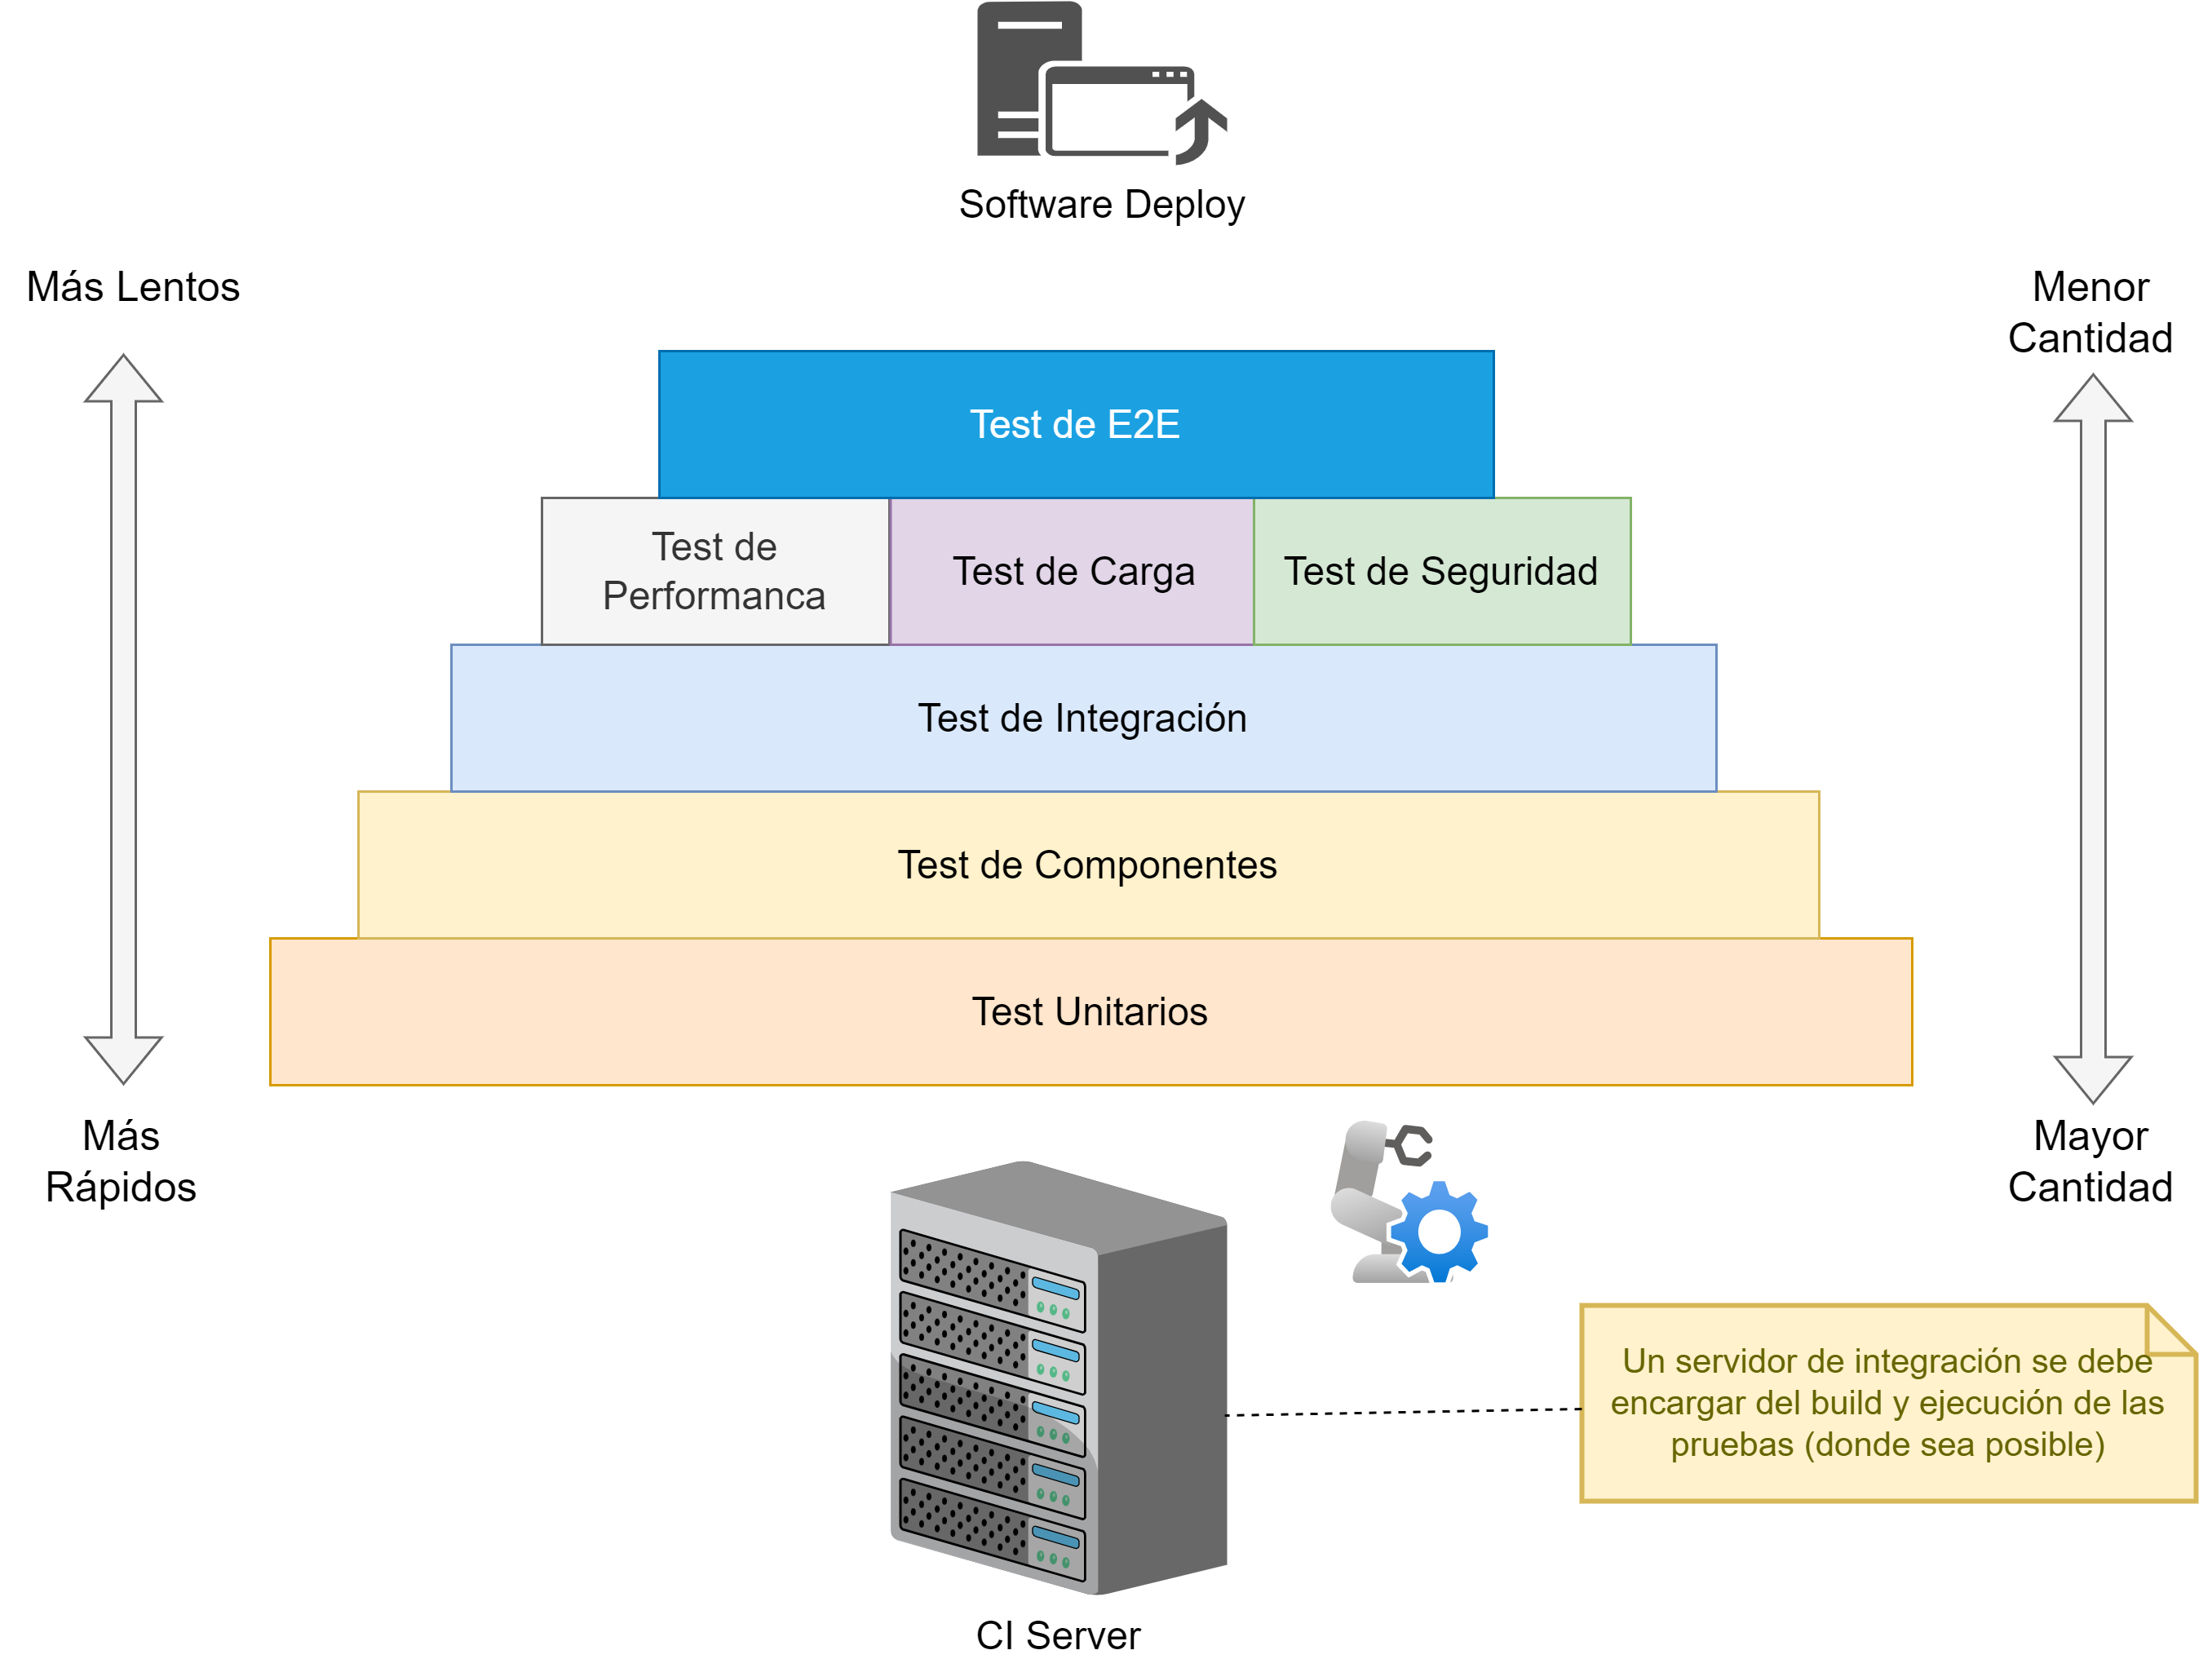 Software Deploy
Más Lentos
Menor
Cantidad
Test de E2E
Test de
Performanca
Test de Carga
Test de Seguridad
Test de Integración
Test de Componentes
Test Unitarios
Más
Rápidos
Mayor
Cantidad
Un servidor de integración se debe
encargar del build y ejecución de las
pruebas (donde sea posible)
CI Server